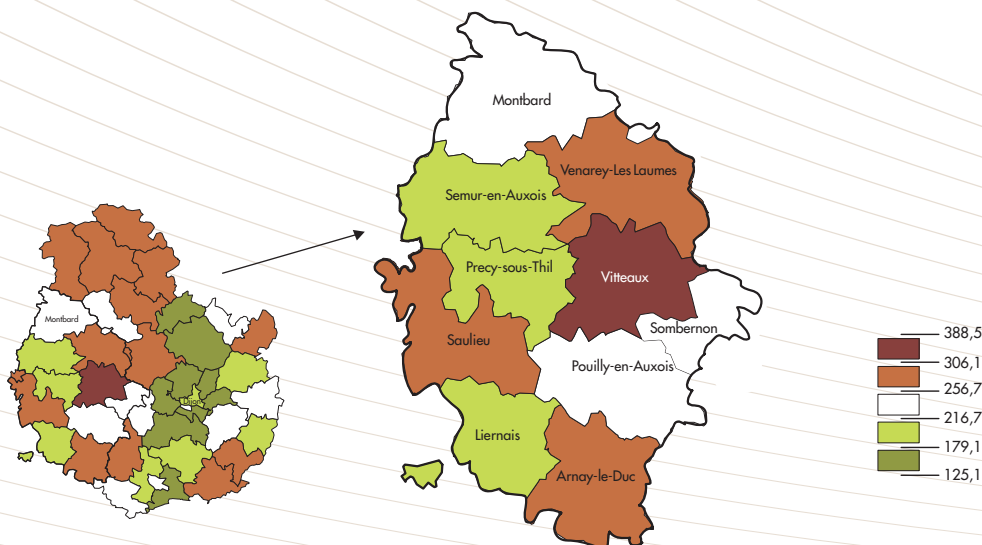 Montbard
Venarey-Les Laumes
Semur-en-Auxois
Precy-sous-Thil
Vitteaux
Sombernon
Saulieu
Pouilly-en-Auxois
Liernais
Arnay-le-Duc
Montbard
Dijon
388,5
306,1
256,7
216,7
179,1
125,1